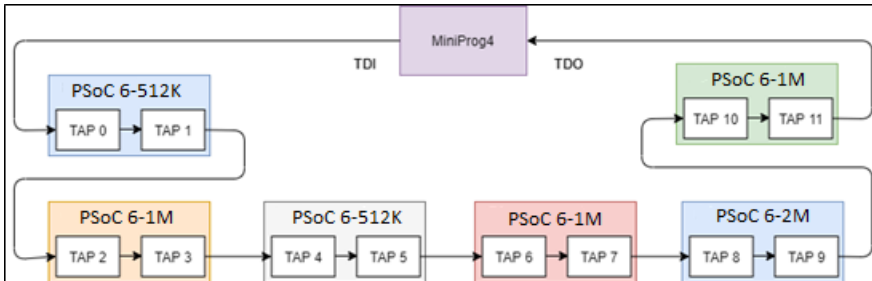 MiniProg4
TDI
TDO
PSoC 6-512K
TAP 0
TAP 1
PSoC 6-1M
TAP 10
TAP 11
PSoC 6-1M
TAP 2
TAP 3
PSoC 6-512K
TAP 4
TAP 5
PSoC 6-1M
TAP 6
TAP 7
PSoC 6-2M
TAP 8
TAP 9